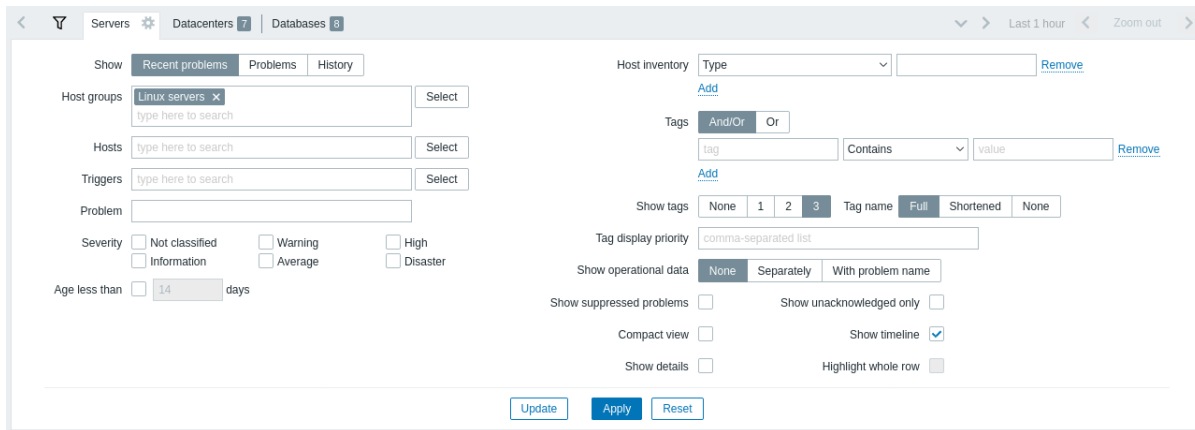 Servers Datacenters 7 Databases 8 Last 1 hour Zoom out
Show Recent problems Problems History
Host groups Linux servers × Select
type here to search
Hosts type here to search Select
Triggers type here to search Select
Problem
Severity Not classified Warning High
Information Average Disaster
Age less than 14 days
Host inventory Type Remove
Add
Tags And/Or Or
tag Contains value Remove
Add
Show tags None 1 2 3 Tag name Full Shortened None
Tag display priority comma-separated list
Show operational data None Separately With problem name
Show suppressed problems Show unacknowledged only
Compact view Show timeline
Show details Highlight whole row
Update Apply Reset